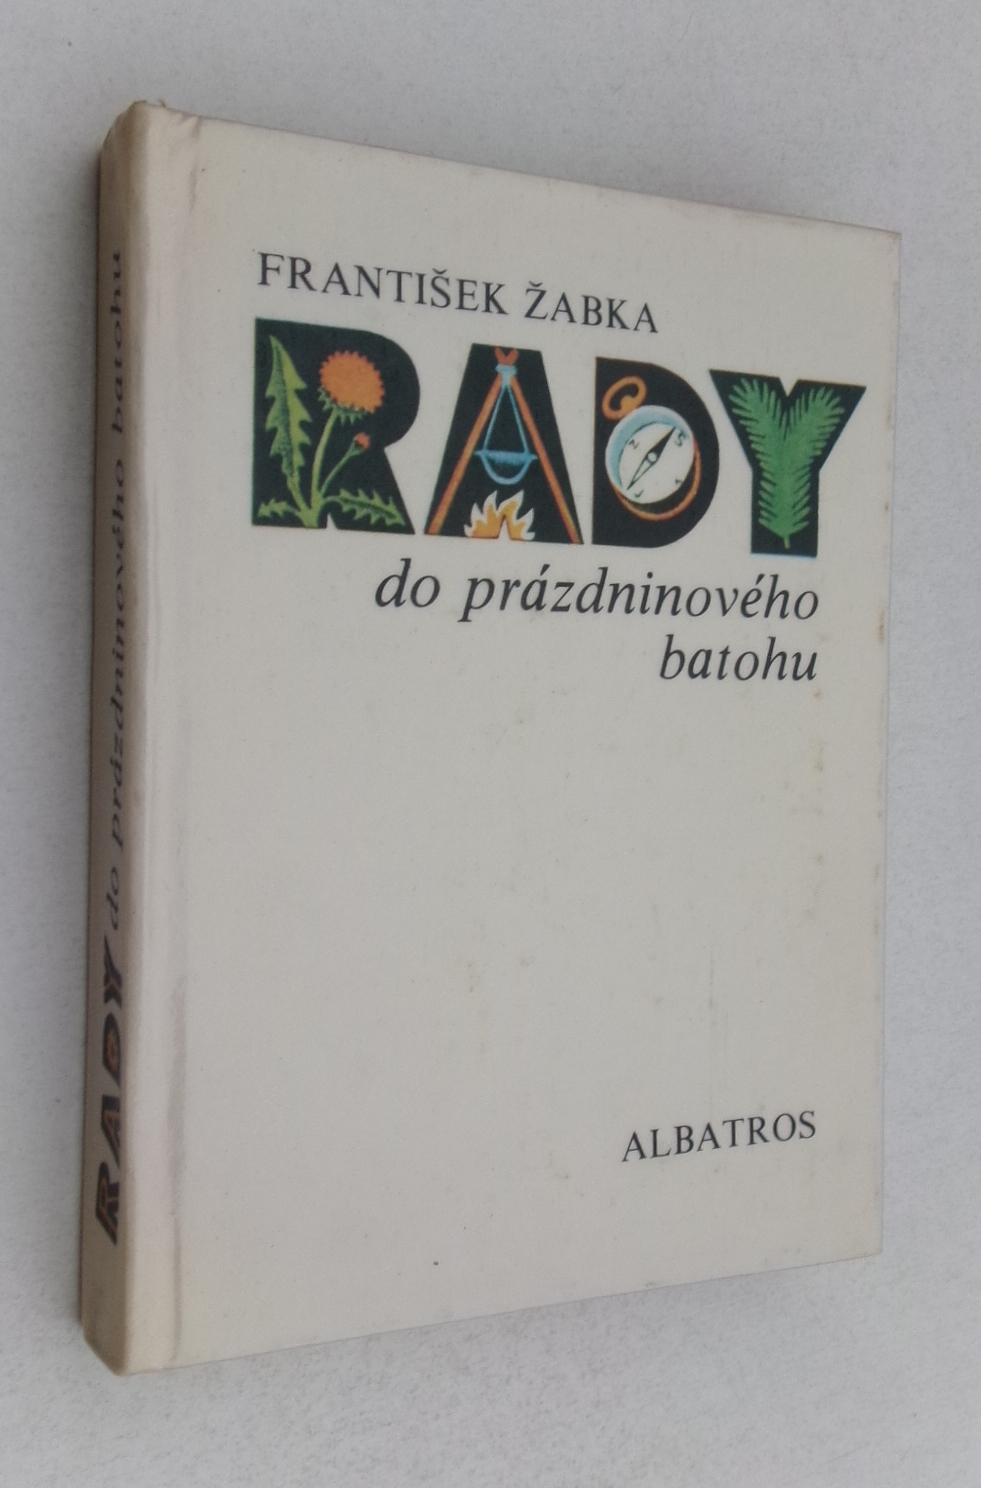 FRANTIŠEK ŽABKA
RADY
do prázdninového
batohu
ALBATROS
RADY do prázdninového batohu